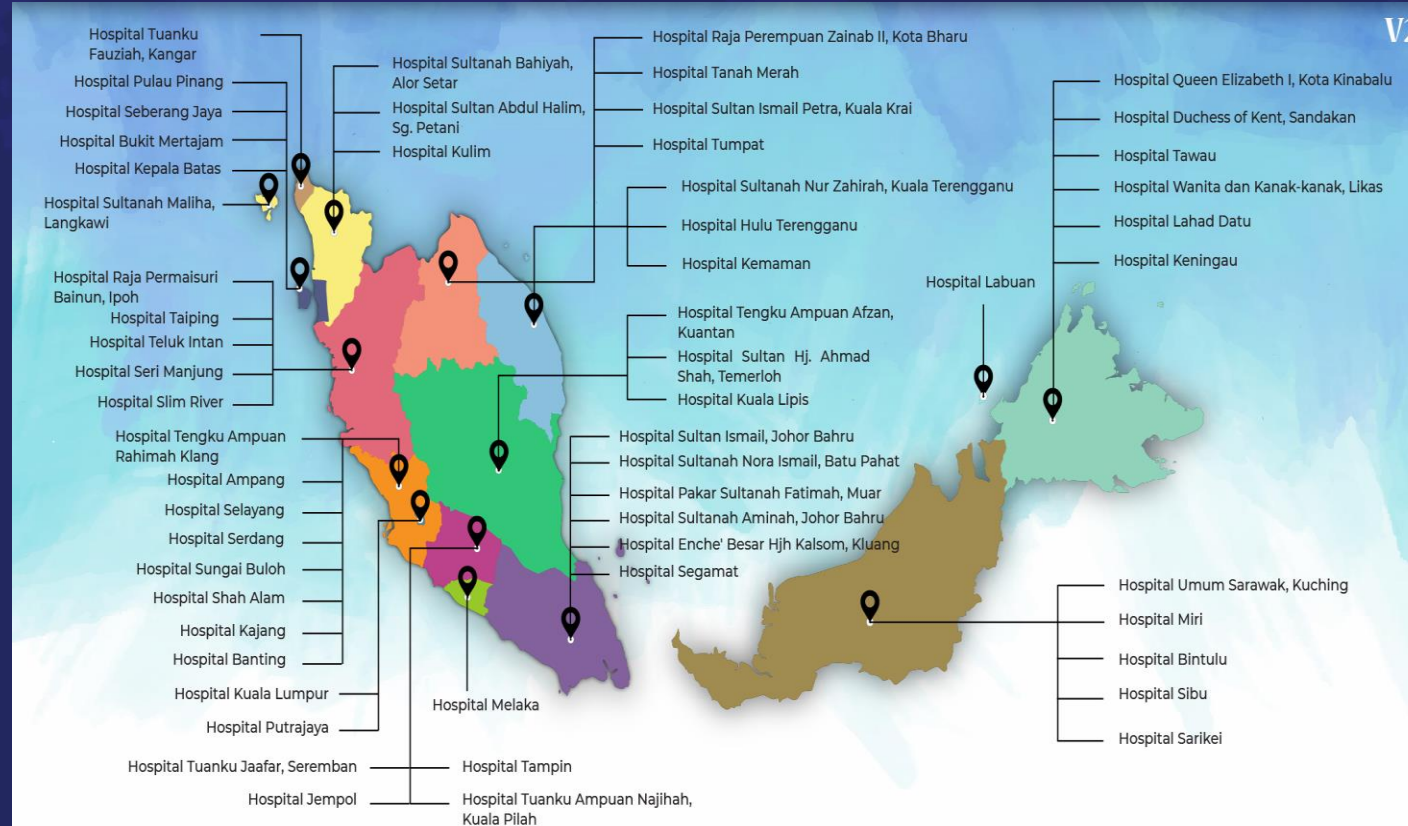 V2
Hospital Tuanku
Fauziah, Kangar
Hospital Pulau Pinang
Hospital Seberang Jaya
Hospital Bukit Mertajam
Hospital Kepala Batas
Hospital Sultanah Maliha,
Langkawi
Hospital Sultanah Bahiyah,
Alor Setar
Hospital Sultan Abdul Halim,
Sg. Petani
Hospital Kulim
Hospital Raja Perempuan Zainab II, Kota Bharu
Hospital Tanah Merah
Hospital Sultan Ismail Petra, Kuala Krai
Hospital Tumpat
Hospital Sultanah Nur Zahirah, Kuala Terengganu
Hospital Hulu Terengganu
Hospital Kemaman
Hospital Queen Elizabeth I, Kota Kinabalu
Hospital Duchess of Kent, Sandakan
Hospital Tawau
Hospital Wanita dan Kanak-kanak, Likas
Hospital Lahad Datu
Hospital Keningau
Hospital Labuan
Hospital Raja Permaisuri
Bainun, Ipoh
Hospital Taiping
Hospital Teluk Intan
Hospital Seri Manjung
Hospital Slim River
Hospital Tengku Ampuan Afzan,
Kuantan
Hospital Sultan Hj. Ahmad
Shah, Temerloh
Hospital Kuala Lipis
Hospital Tengku Ampuan
Rahimah Klang
Hospital Ampang
Hospital Selayang
Hospital Serdang
Hospital Sungai Buloh
Hospital Shah Alam
Hospital Kajang
Hospital Banting
Hospital Kuala Lumpur
Hospital Putrajaya
Hospital Sultan Ismail, Johor Bahru
Hospital Sultanah Nora Ismail, Batu Pahat
Hospital Pakar Sultanah Fatimah, Muar
Hospital Sultanah Aminah, Johor Bahru
Hospital Enche' Besar Hjh Kalsom, Kluang
Hospital Segamat
Hospital Melaka
Hospital Tuanku Jaafar, Seremban
Hospital Jempol
Hospital Tampin
Hospital Tuanku Ampuan Najihah,
Kuala Pilah
Hospital Umum Sarawak, Kuching
Hospital Miri
Hospital Bintulu
Hospital Sibu
Hospital Sarikei